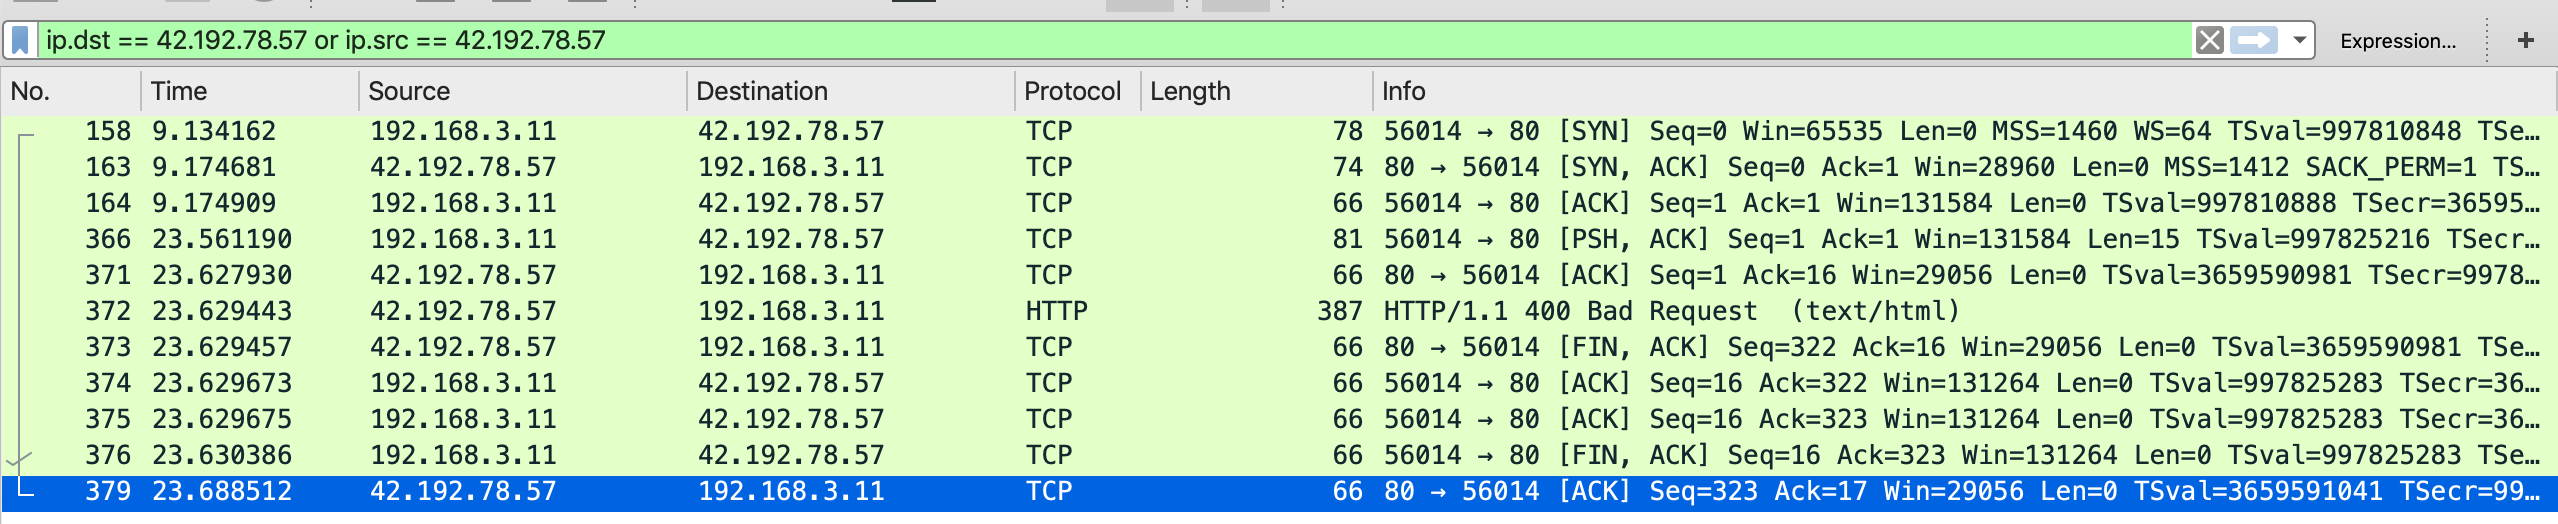 ip.dst == 42.192.78.57 or ip.src == 42.192.78.57 Expression... +
No. Time Source Destination Protocol Length Info
158 9.134162 192.168.3.11 42.192.78.57 TCP 78 56014 → 80 [SYN] Seq=0 Win=65535 Len=0 MSS=1460 WS=64 TSval=997810848 TSe…
163 9.174681 42.192.78.57 192.168.3.11 TCP 74 80 → 56014 [SYN, ACK] Seq=0 Ack=1 Win=28960 Len=0 MSS=1412 SACK_PERM=1 TS…
164 9.174909 192.168.3.11 42.192.78.57 TCP 66 56014 → 80 [ACK] Seq=1 Ack=1 Win=131584 Len=0 TSval=997810888 TSecr=36595…
366 23.561190 192.168.3.11 42.192.78.57 TCP 81 56014 → 80 [PSH, ACK] Seq=1 Ack=1 Win=131584 Len=15 TSval=997825216 TSecr…
371 23.627930 42.192.78.57 192.168.3.11 TCP 66 80 → 56014 [ACK] Seq=1 Ack=16 Win=29056 Len=0 TSval=3659590981 TSecr=9978…
372 23.629443 42.192.78.57 192.168.3.11 HTTP 387 HTTP/1.1 400 Bad Request (text/html)
373 23.629457 42.192.78.57 192.168.3.11 TCP 66 80 → 56014 [FIN, ACK] Seq=322 Ack=16 Win=29056 Len=0 TSval=3659590981 TSe…
374 23.629673 192.168.3.11 42.192.78.57 TCP 66 56014 → 80 [ACK] Seq=16 Ack=322 Win=131264 Len=0 TSval=997825283 TSecr=36…
375 23.629675 192.168.3.11 42.192.78.57 TCP 66 56014 → 80 [ACK] Seq=16 Ack=323 Win=131264 Len=0 TSval=997825283 TSecr=36…
376 23.630386 192.168.3.11 42.192.78.57 TCP 66 56014 → 80 [FIN, ACK] Seq=16 Ack=323 Win=131264 Len=0 TSval=997825283 TSe…
379 23.688512 42.192.78.57 192.168.3.11 TCP 66 80 → 56014 [ACK] Seq=323 Ack=17 Win=29056 Len=0 TSval=3659591041 TSecr=99…